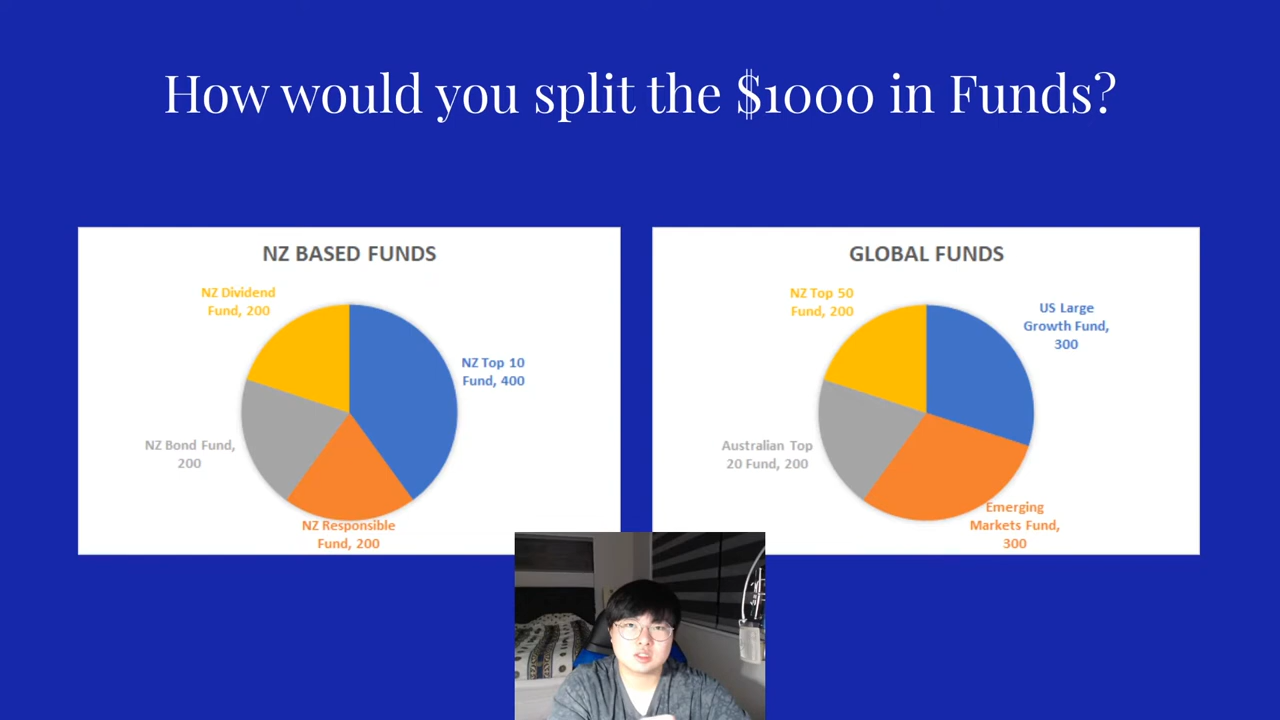 How would you split the $1000 in Funds?
NZ BASED FUNDS
NZ Dividend
Fund, 200
NZ Top 10
Fund, 400
NZ Bond Fund,
200
NZ Responsible
Fund, 200
GLOBAL FUNDS
NZ Top 50
Fund, 200
US Large
Growth Fund,
300
Australian Top
20 Fund, 200
Emerging
Markets Fund,
300